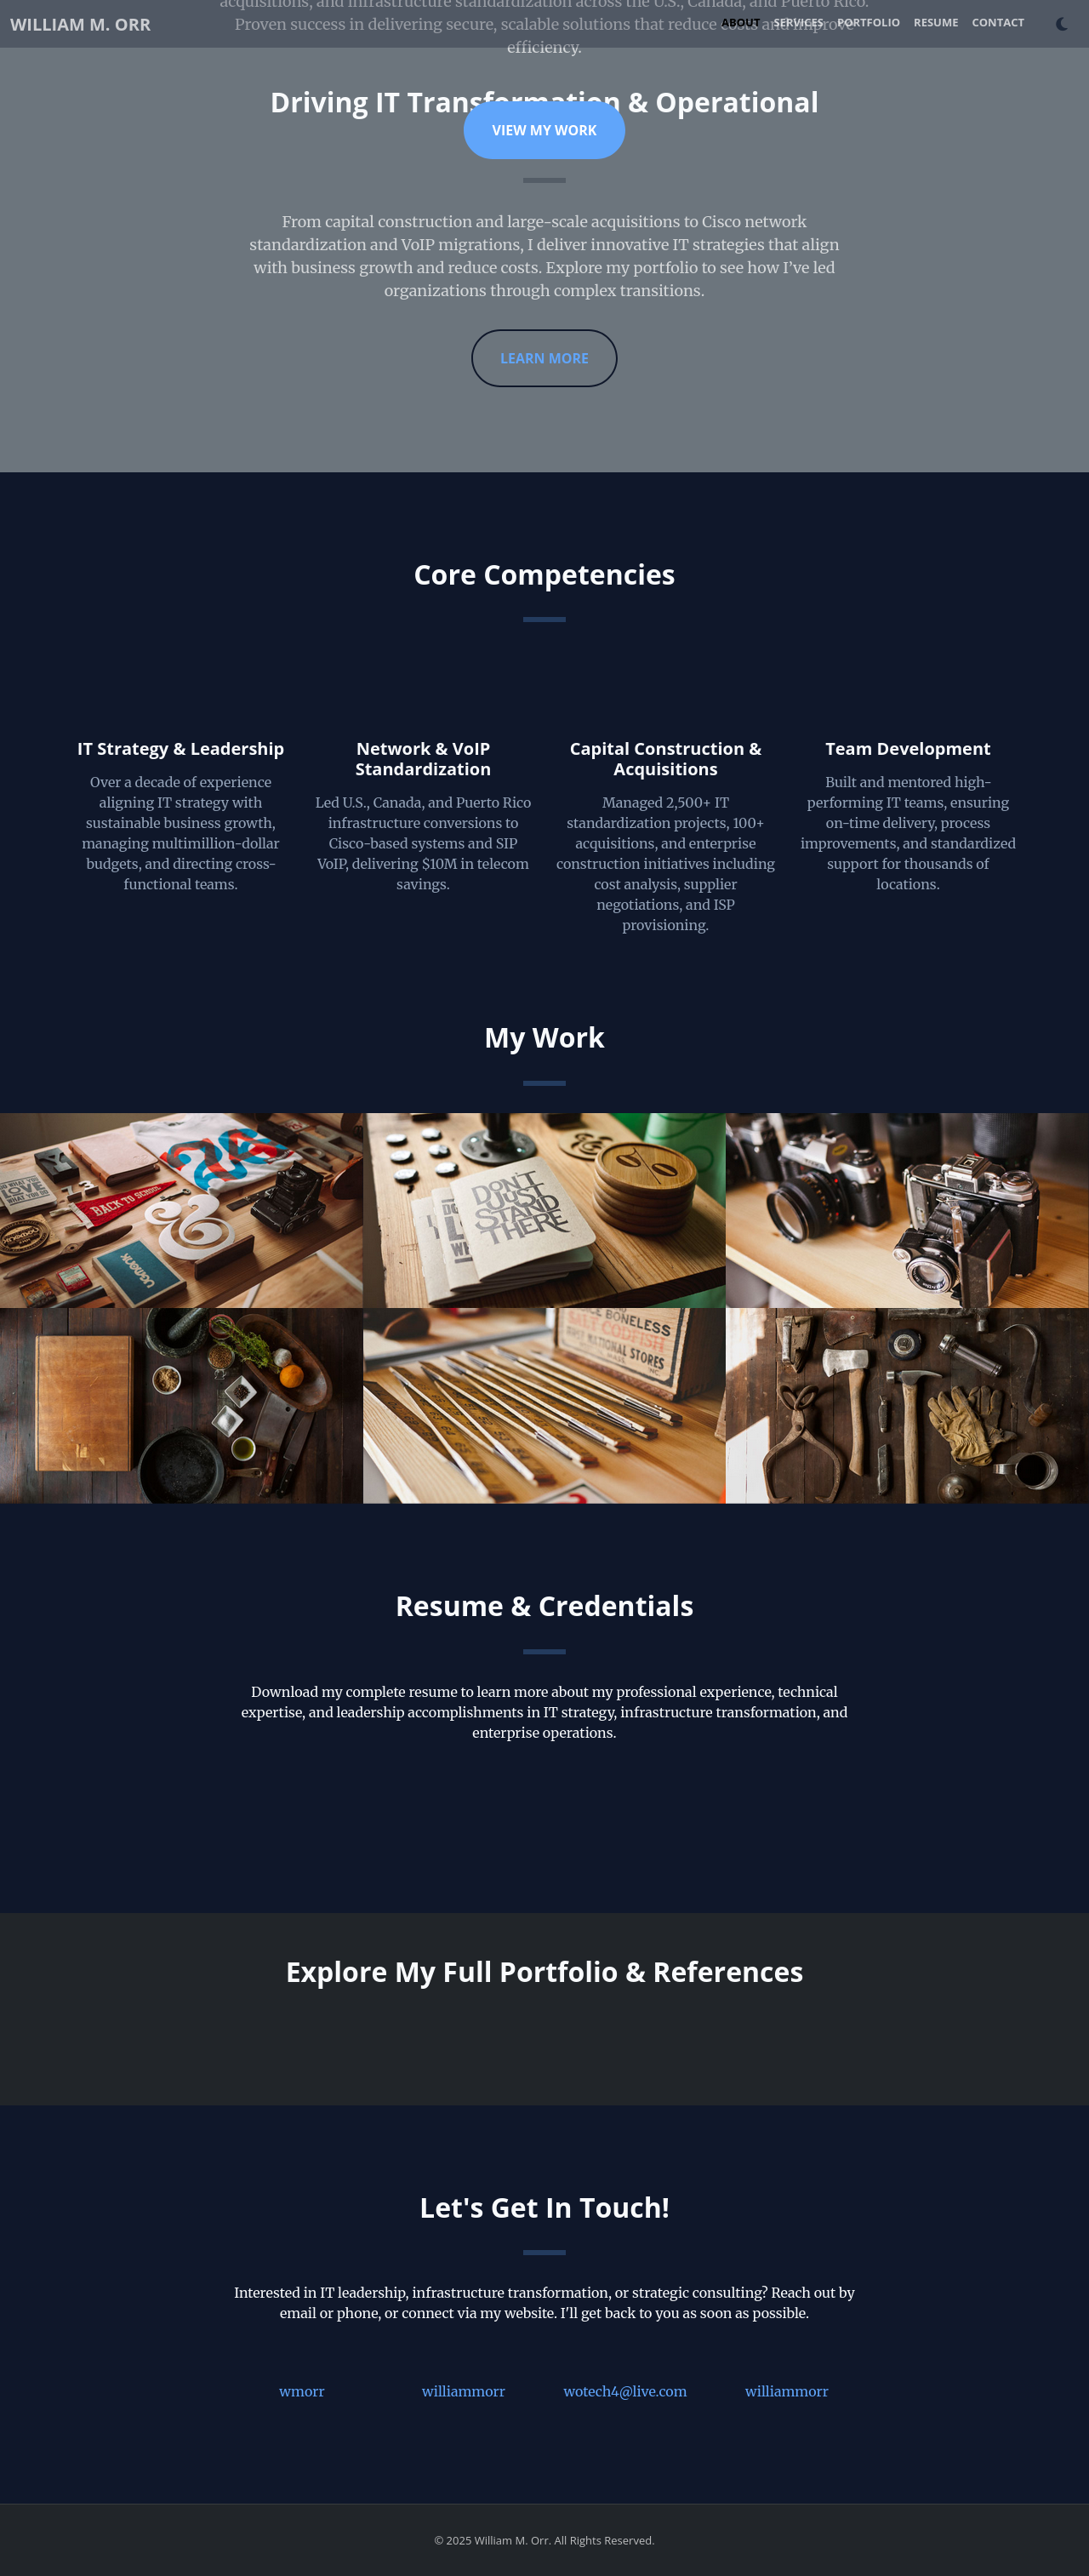 acquisitions, and infrastructure standardization across the U.S., Canada, and Puerto Rico.
WILLIAM M. ORR
ABOUT SERVICES PORTFOLIO RESUME CONTACT
Proven success in delivering secure, scalable solutions that reduce costs and improve
efficiency.
Driving IT Transformation & Operational
VIEW MY WORK
From capital construction and large-scale acquisitions to Cisco network
standardization and VoIP migrations, I deliver innovative IT strategies that align
with business growth and reduce costs. Explore my portfolio to see how I’ve led
organizations through complex transitions.
LEARN MORE
Core Competencies
IT Strategy & Leadership
Over a decade of experience
aligning IT strategy with
sustainable business growth,
managing multimillion-dollar
budgets, and directing cross-
functional teams.
Network & VoIP
Standardization
Led U.S., Canada, and Puerto Rico
infrastructure conversions to
Cisco-based systems and SIP
VoIP, delivering $10M in telecom
savings.
Capital Construction &
Acquisitions
Managed 2,500+ IT
standardization projects, 100+
acquisitions, and enterprise
construction initiatives including
cost analysis, supplier
negotiations, and ISP
provisioning.
Team Development
Built and mentored high-
performing IT teams, ensuring
on-time delivery, process
improvements, and standardized
support for thousands of
locations.
My Work
LOVE
WHAT YOU DO
BACK TO SCHOOL
&
DON'T
JUST
STAND
THERE
BONELESS
NATIONAL STORES
Resume & Credentials
Download my complete resume to learn more about my professional experience, technical
expertise, and leadership accomplishments in IT strategy, infrastructure transformation, and
enterprise operations.
Explore My Full Portfolio & References
Let's Get In Touch!
Interested in IT leadership, infrastructure transformation, or strategic consulting? Reach out by
email or phone, or connect via my website. I'll get back to you as soon as possible.
wmorr
williammorr
wotech4@live.com
williammorr
© 2025 William M. Orr. All Rights Reserved.